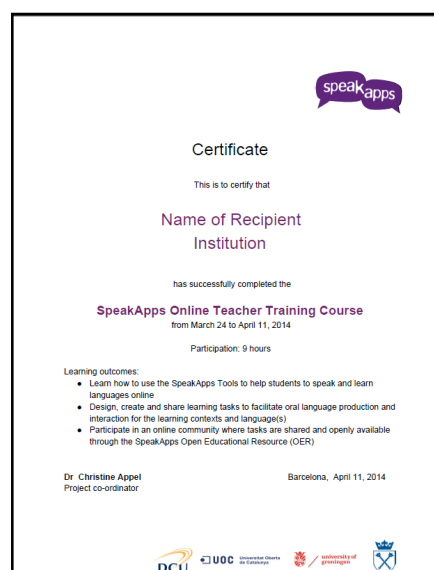 speakapps
Certificate
This is to certify that
Name of Recipient
Institution
has successfully completed the
SpeakApps Online Teacher Training Course
from March 24 to April 11, 2014
Participation: 9 hours
Learning outcomes:
● Learn how to use the SpeakApps Tools to help students to speak and learn
languages online
● Design, create and share learning tasks to facilitate oral language production and
interaction for the learning contexts and language(s)
● Participate in an online community where tasks are shared and openly available
through the SpeakApps Open Educational Resource (OER)
Dr Christine Appel Barcelona, April 11, 2014
Project co-ordinator
DCU UOC Universitat Oberta de Catalunya university of groningen